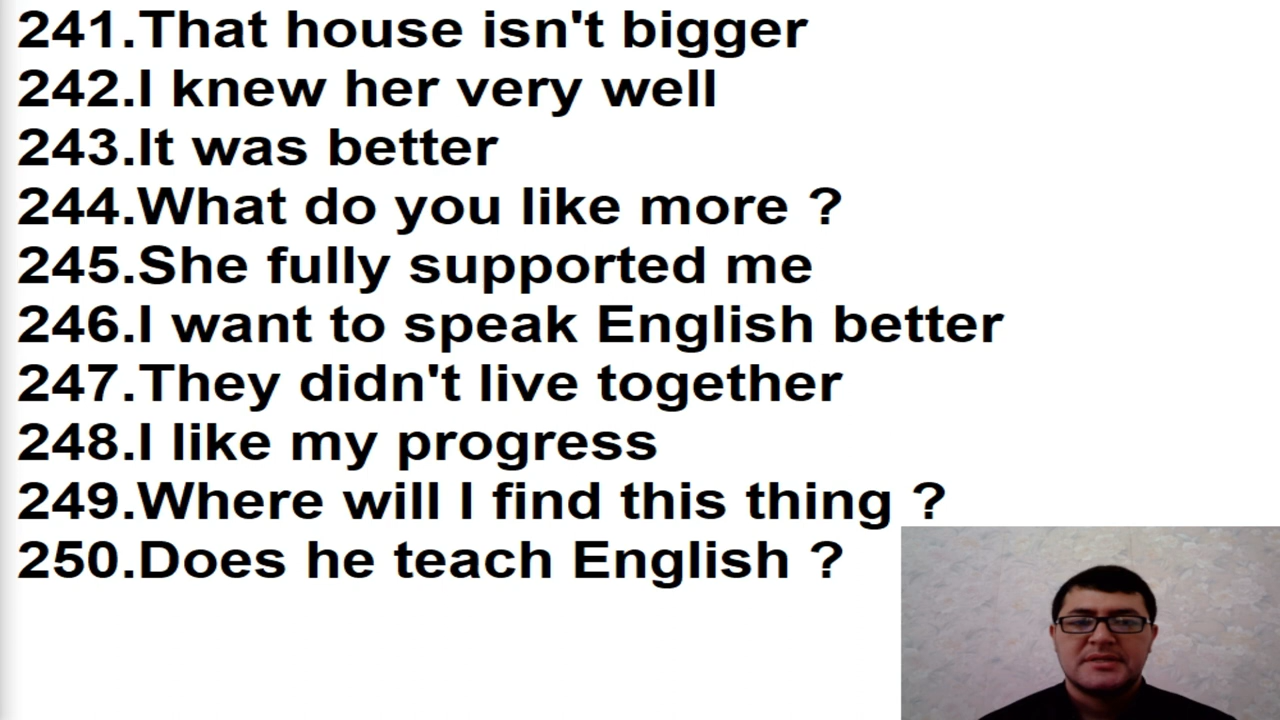 241.That house isn't bigger
242.I knew her very well
243.It was better
244.What do you like more ?
245.She fully supported me
246.I want to speak English better
247.They didn't live together
248.I like my progress
249.Where will I find this thing ?
250.Does he teach English ?